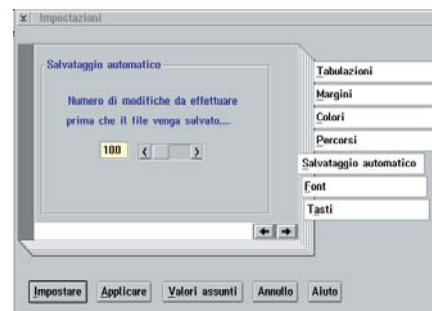 Impostazioni
Salvataggio automatico
Numero di modifiche da effettuare
prima che il file venga salvato....
100
Tabulazioni
Margini
Colori
Percorsi
Salvataggio automatico
Font
Tasti
Impostare Applicare Valori assunti Annullo Aiuto